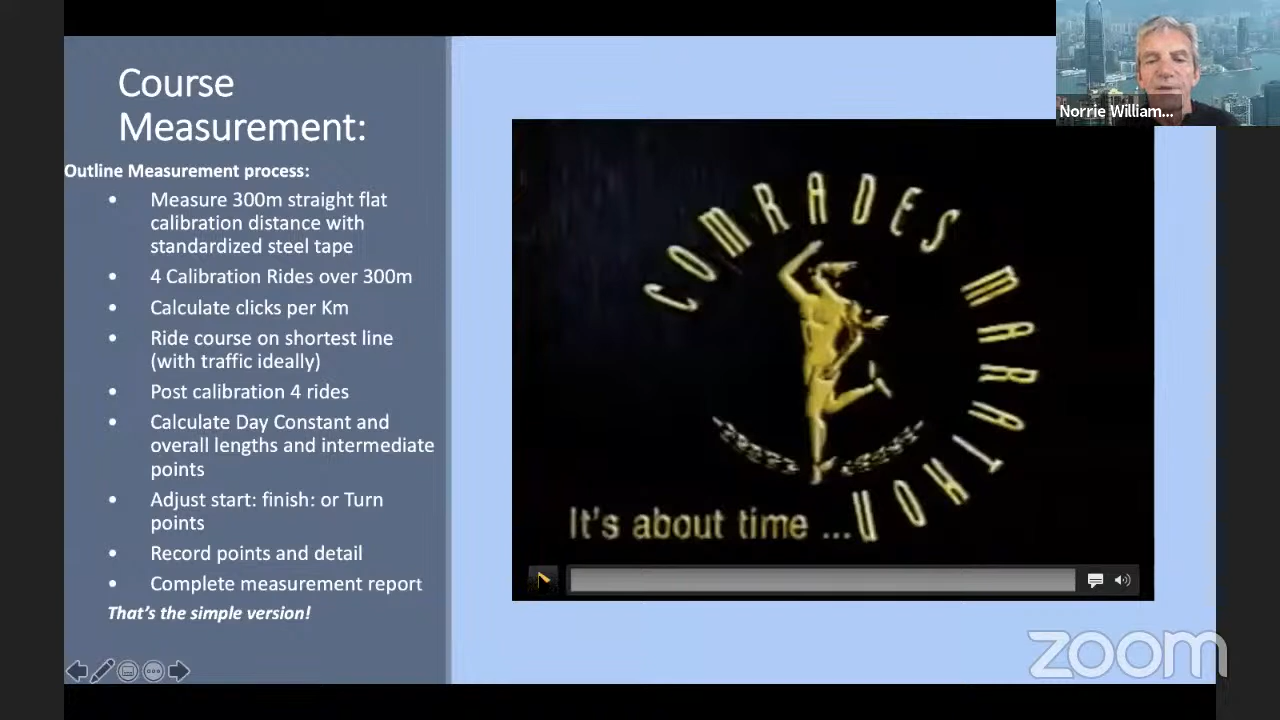 Course
Measurement:
Outline Measurement process:
• Measure 300m straight flat
calibration distance with
standardized steel tape
• 4 Calibration Rides over 300m
• Calculate clicks per Km
• Ride course on shortest line
(with traffic ideally)
• Post calibration 4 rides
• Calculate Day Constant and
overall lengths and intermediate
points
• Adjust start: finish: or Turn
points
• Record points and detail
• Complete measurement report
That's the simple version!
COMRADES MARATHON
It's about time ...
Norrie William...
zoom